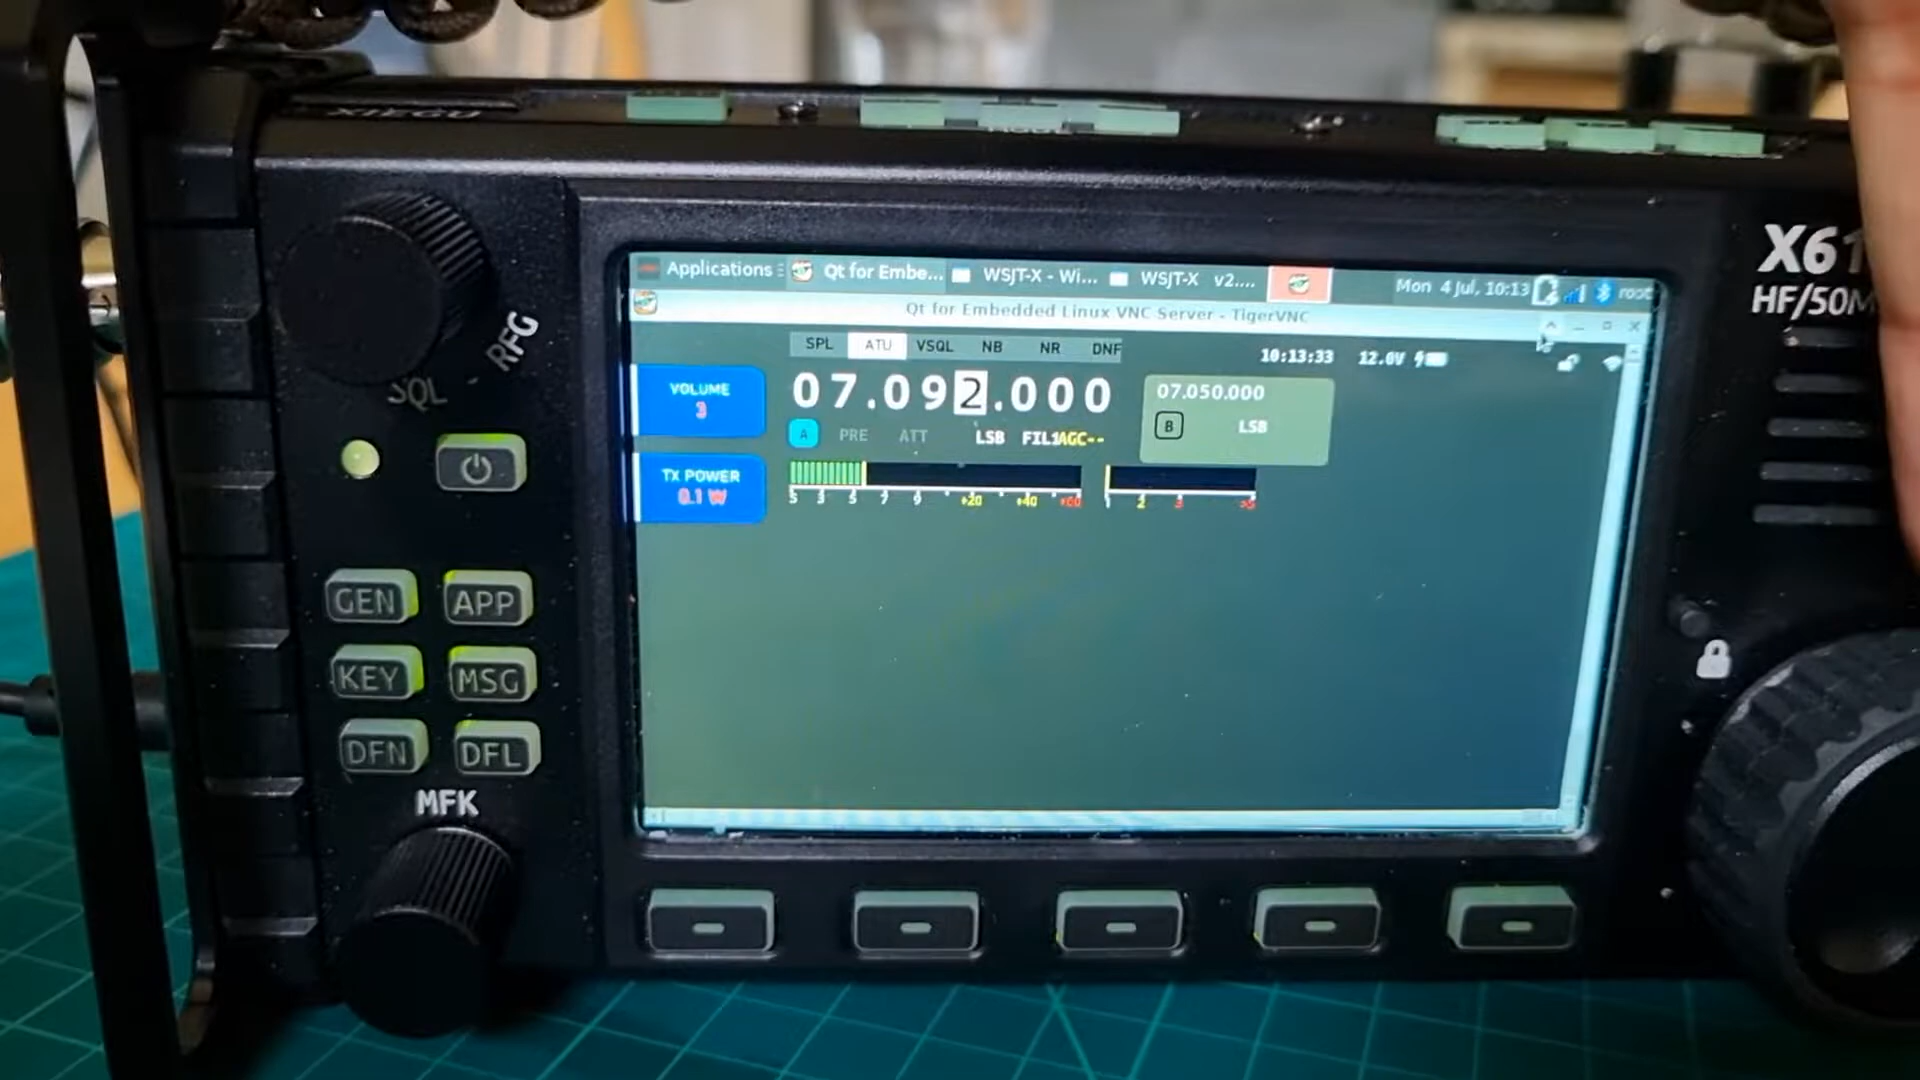 XIEGU
X61
HF/50M
Applications Qt for Embe... WSJT-X - Wi... WSJT-X v2.... Mon 4 Jul, 10:13 root
Qt for Embedded Linux VNC Server - TigerVNC
SPL ATU VSQL NB NR DNF
10:13:33 12.0V
VOLUME
3
07.092.000
07.050.000
A PRE ATT LSB FIL1AGC--
B LSB
TX POWER
0.1 W
S 3 5 7 9 +20 +40 +60
1 2 3 >5
RFG
SQL
GEN APP
KEY MSG
DFN DFL
MFK